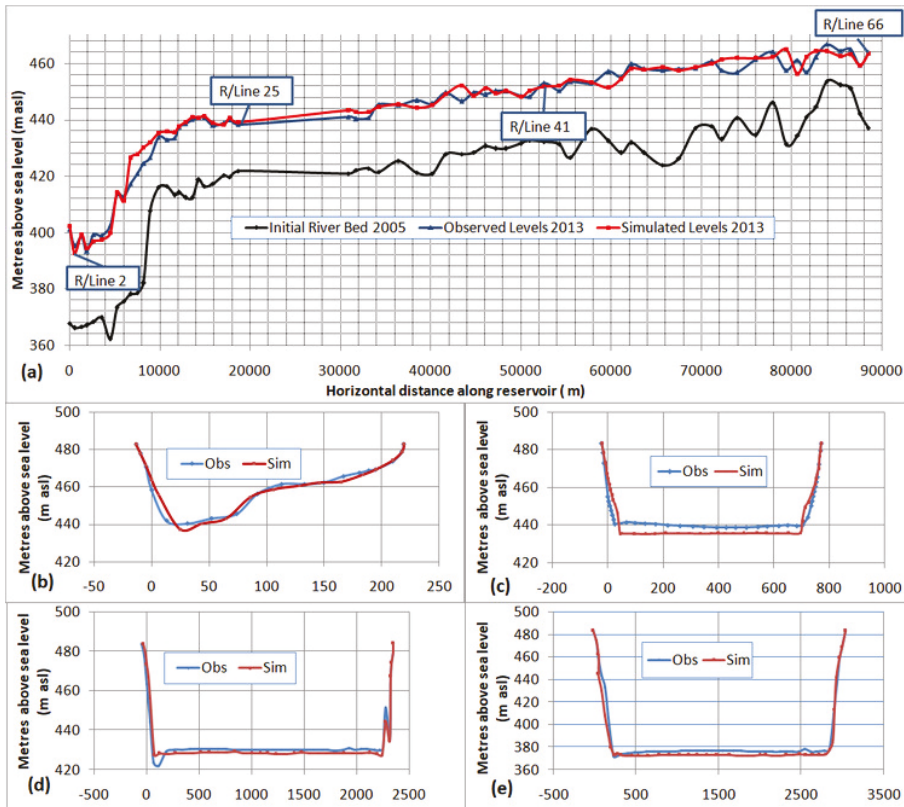 R/Line 66
Metres above sea level (m asl)
460
440
420
400
380
360
R/Line 25
R/Line 41
Initial River Bed 2005
Observed Levels 2013
Simulated Levels 2013
R/Line 2
(a)
0
10000
20000
30000
40000
50000
60000
70000
80000
90000
Horizontal distance along reservoir ( m)
Metres above sea level
(m asl)
500
480
460
440
420
Obs
Sim
(b)
-50
0
50
100
150
200
250
Metres above sea level
(m asl)
500
480
460
440
420
Obs
Sim
(c)
-200
0
200
400
600
800
1000
Metres above sea level
(m asl)
500
480
460
440
420
Obs
Sim
(d)
-500
0
500
1000
1500
2000
2500
Metres above sea level
(m asl)
500
480
460
440
420
400
380
360
Obs
Sim
(e)
-500
500
1500
2500
3500